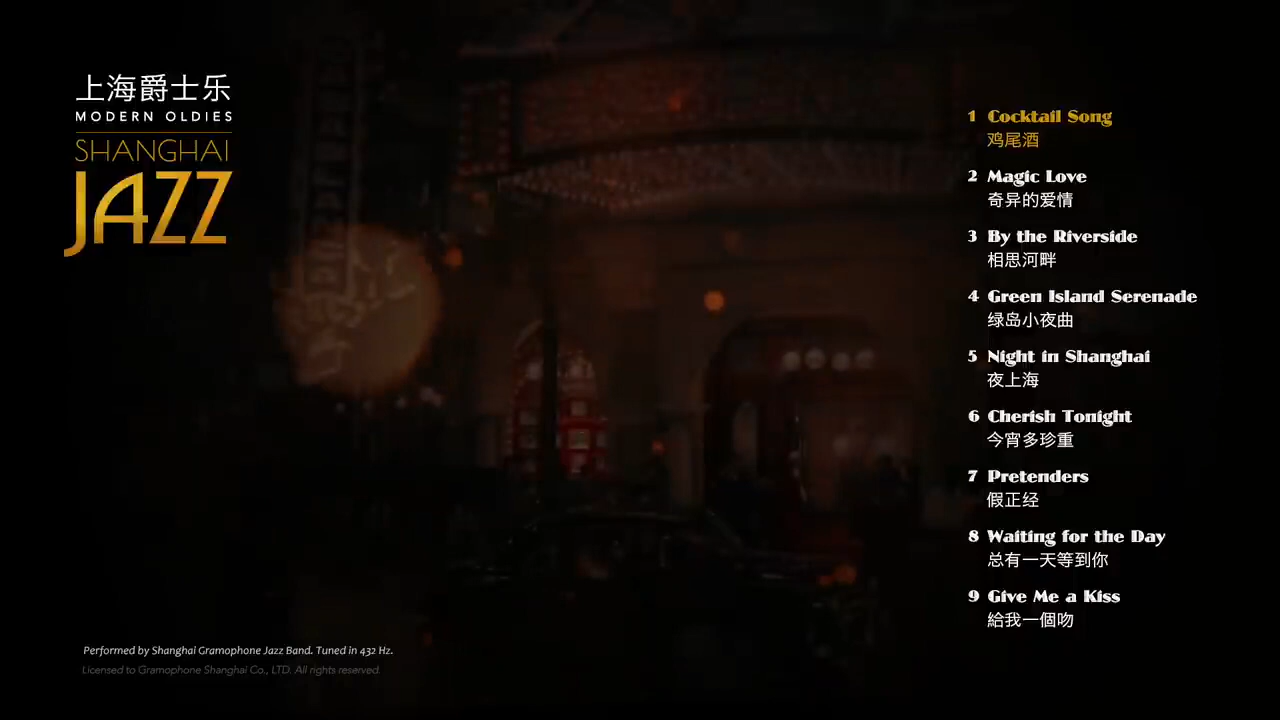 上海爵士乐
MODERN OLDIES
SHANGHAI
JAZZ
1 Cocktail Song
鸡尾酒
2 Magic Love
奇异的爱情
3 By the Riverside
相思河畔
4 Green Island Serenade
绿岛小夜曲
5 Night in Shanghai
夜上海
6 Cherish Tonight
今宵多珍重
7 Pretenders
假正经
8 Waiting for the Day
总有一天等到你
9 Give Me a Kiss
給我一個吻
Performed by Shanghai Gramophone Jazz Band. Tuned in 432 Hz.
Licensed to Gramophone Shanghai Co., LTD. All rights reserved.